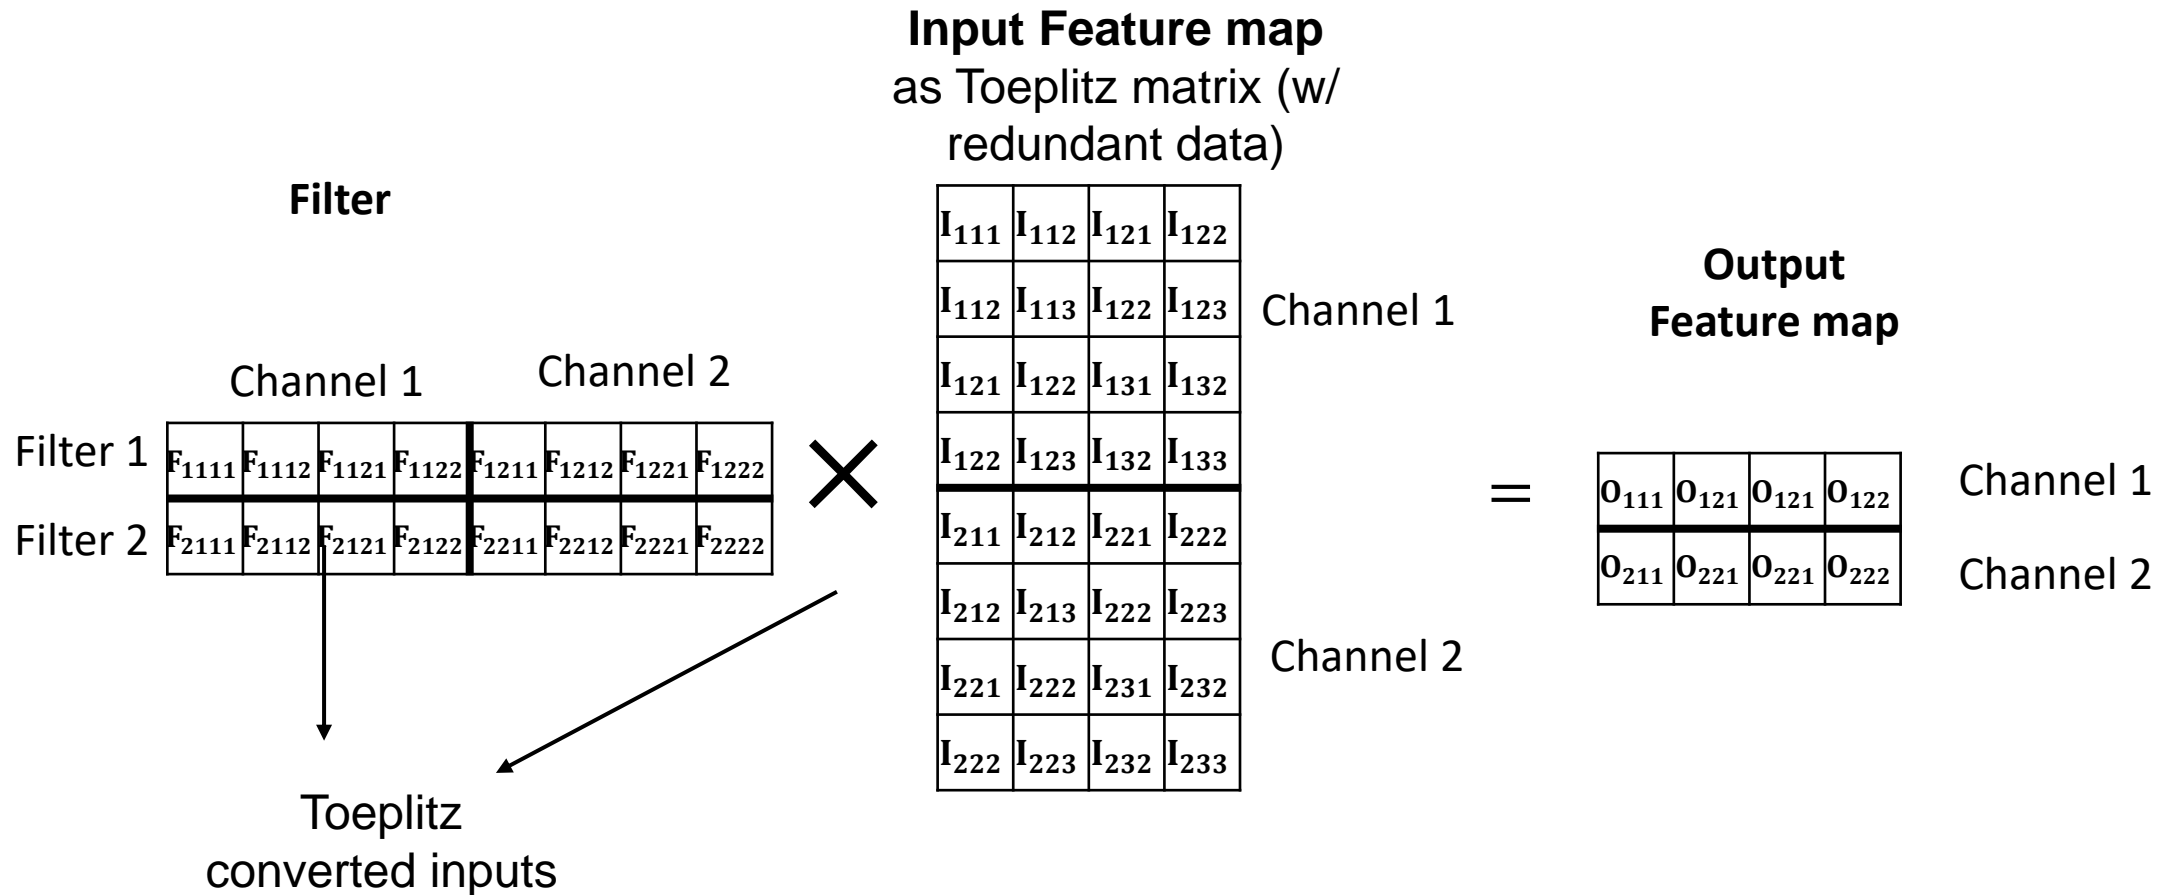 Input Feature map
as Toeplitz matrix (w/
redundant data)
Filter
Channel 1 Channel 2
Filter 1 F₁₁₁₁ F₁₁₁₂ F₁₁₂₁ F₁₁₂₂ F₁₂₁₁ F₁₂₁₂ F₁₂₂₁ F₁₂₂₂
Filter 2 F₂₁₁₁ F₂₁₁₂ F₂₁₂₁ F₂₁₂₂ F₂₂₁₁ F₂₂₁₂ F₂₂₂₁ F₂₂₂₂
×
I₁₁₁ I₁₁₂ I₁₂₁ I₁₂₂
I₁₁₂ I₁₁₃ I₁₂₂ I₁₂₃
Channel 1
I₁₂₁ I₁₂₂ I₁₃₁ I₁₃₂
I₁₂₂ I₁₂₃ I₁₃₂ I₁₃₃
I₂₁₁ I₂₁₂ I₂₂₁ I₂₂₂
I₂₁₂ I₂₁₃ I₂₂₂ I₂₂₃
Channel 2
I₂₂₁ I₂₂₂ I₂₃₁ I₂₃₂
I₂₂₂ I₂₂₃ I₂₃₂ I₂₃₃
=
Output
Feature map
O₁₁₁ O₁₂₁ O₁₂₁ O₁₂₂ Channel 1
O₂₁₁ O₂₂₁ O₂₂₁ O₂₂₂ Channel 2
Toeplitz
converted inputs